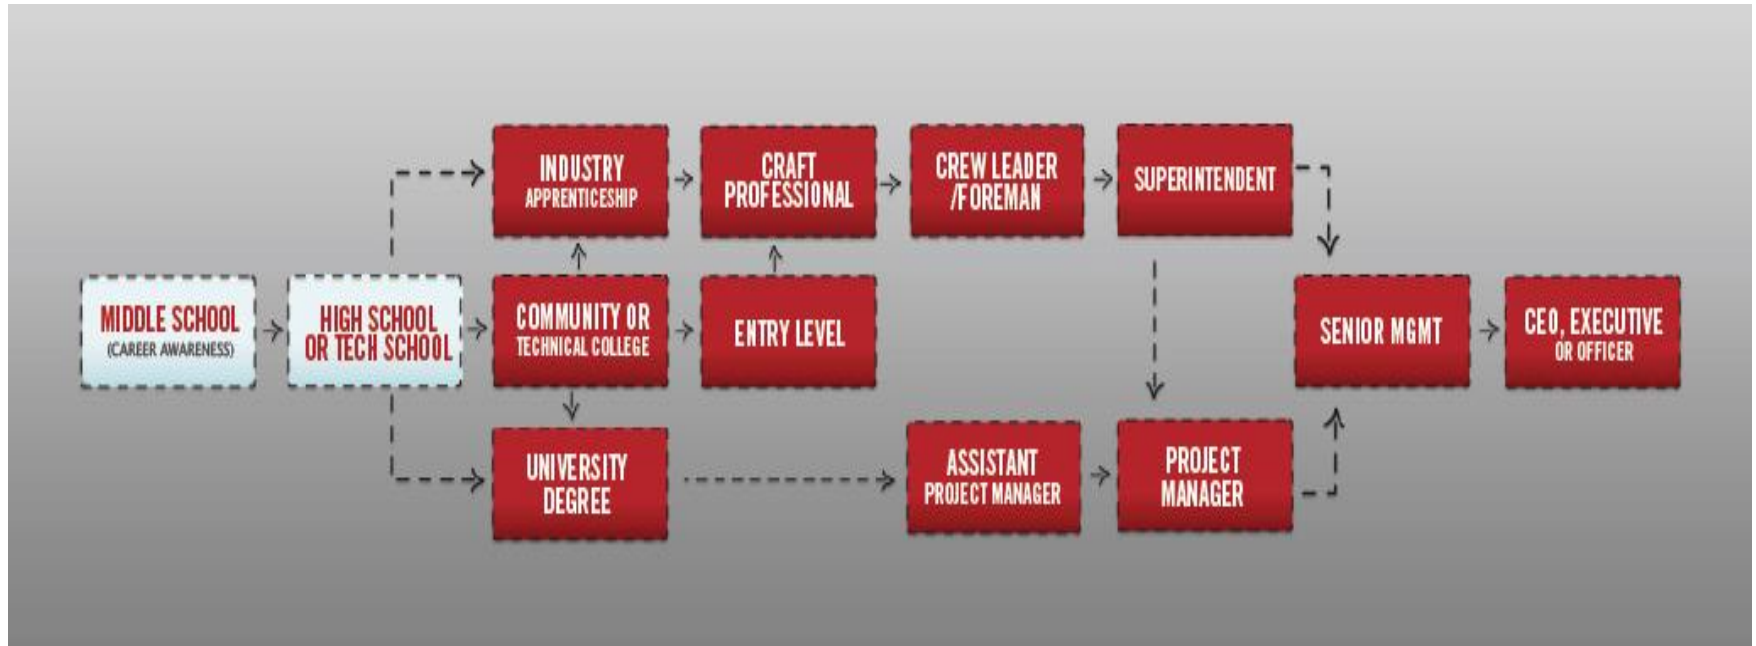 INDUSTRY
APPRENTICESHIP
CRAFT
PROFESSIONAL
CREW LEADER
/FOREMAN
SUPERINTENDENT
MIDDLE SCHOOL
(CAREER AWARENESS)
HIGH SCHOOL
OR TECH SCHOOL
COMMUNITY OR
TECHNICAL COLLEGE
ENTRY LEVEL
SENIOR MGMT
CEO, EXECUTIVE
OR OFFICER
UNIVERSITY
DEGREE
ASSISTANT
PROJECT MANAGER
PROJECT
MANAGER